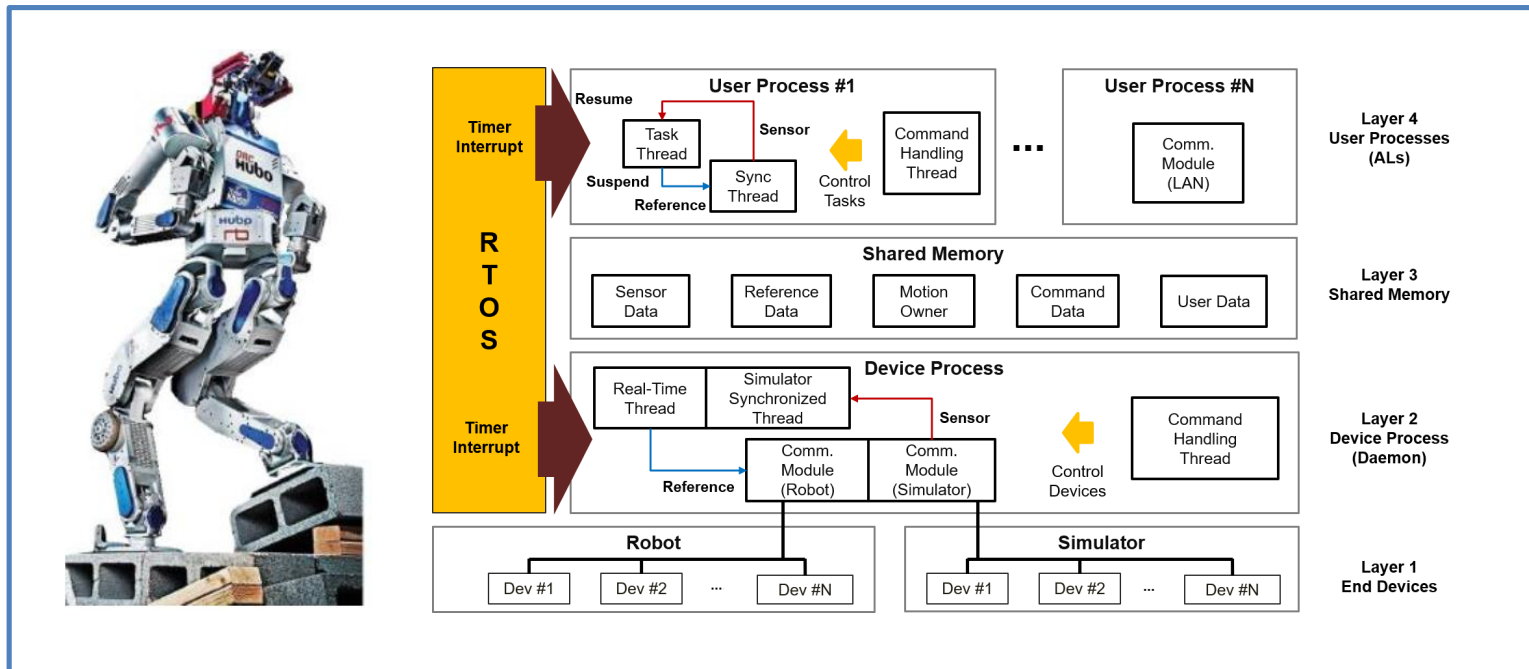 DRC
HUBO
HUBO
rb
Timer
Interrupt
R
T
O
S
Timer
Interrupt
User Process #1
Resume
Task
Thread
Sensor
Suspend
Sync
Thread
Reference
Control
Tasks
Command
Handling
Thread
...
User Process #N
Comm.
Module
(LAN)
Layer 4
User Processes
(ALs)
Shared Memory
Sensor
Data
Reference
Data
Motion
Owner
Command
Data
User Data
Layer 3
Shared Memory
Device Process
Real-Time
Thread
Simulator
Synchronized
Thread
Sensor
Reference
Comm.
Module
(Robot)
Comm.
Module
(Simulator)
Control
Devices
Command
Handling
Thread
Layer 2
Device Process
(Daemon)
Robot
Dev #1
Dev #2
...
Dev #N
Simulator
Dev #1
Dev #2
...
Dev #N
Layer 1
End Devices